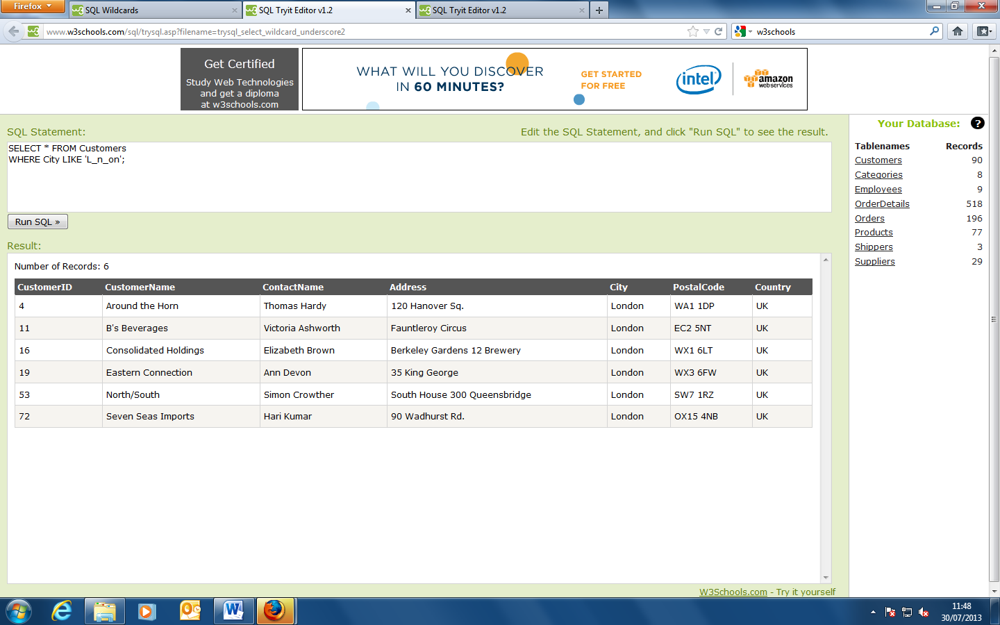 Firefox
SQL Wildcards
SQL Tryit Editor v1.2
SQL Tryit Editor v1.2
www.w3schools.com/sql/trysql.asp?filename=trysql_select_wildcard_underscore2
w3schools
Get Certified
Study Web Technologies
and get a diploma
at w3schools.com
WHAT WILL YOU DISCOVER
IN 60 MINUTES?
GET STARTED
FOR FREE
intel
amazon
web services
SQL Statement:
Edit the SQL Statement, and click "Run SQL" to see the result.
SELECT * FROM Customers
WHERE City LIKE 'L_n_on';
Run SQL »
Result:
Number of Records: 6
CustomerID CustomerName ContactName Address City PostalCode Country
4 Around the Horn Thomas Hardy 120 Hanover Sq. London WA1 1DP UK
11 B's Beverages Victoria Ashworth Fauntleroy Circus London EC2 5NT UK
16 Consolidated Holdings Elizabeth Brown Berkeley Gardens 12 Brewery London WX1 6LT UK
19 Eastern Connection Ann Devon 35 King George London WX3 6FW UK
53 North/South Simon Crowther South House 300 Queensbridge London SW7 1RZ UK
72 Seven Seas Imports Hari Kumar 90 Wadhurst Rd. London OX15 4NB UK
Your Database: ?
Tablenames Records
Customers 90
Categories 8
Employees 9
OrderDetails 518
Orders 196
Products 77
Shippers 3
Suppliers 29
W3Schools.com - Try it yourself
11:48
30/07/2013